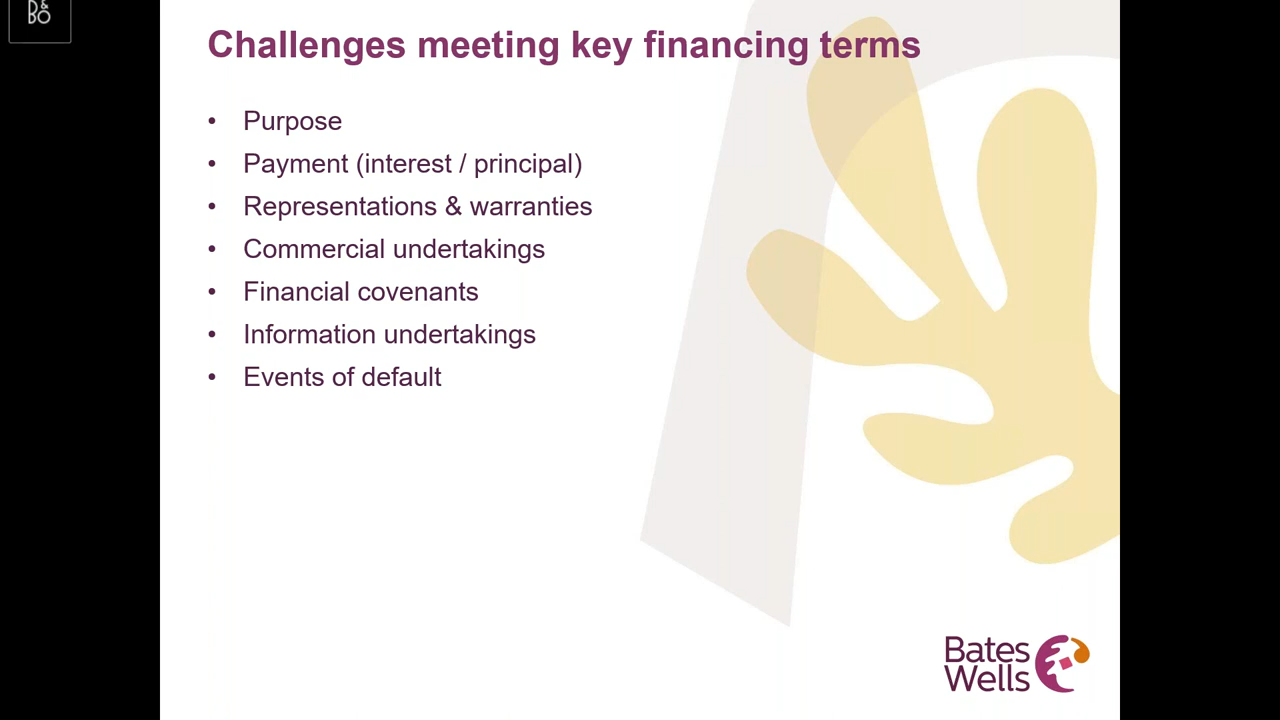 Challenges meeting key financing terms
• Purpose
• Payment (interest / principal)
• Representations & warranties
• Commercial undertakings
• Financial covenants
• Information undertakings
• Events of default
Bates
Wells